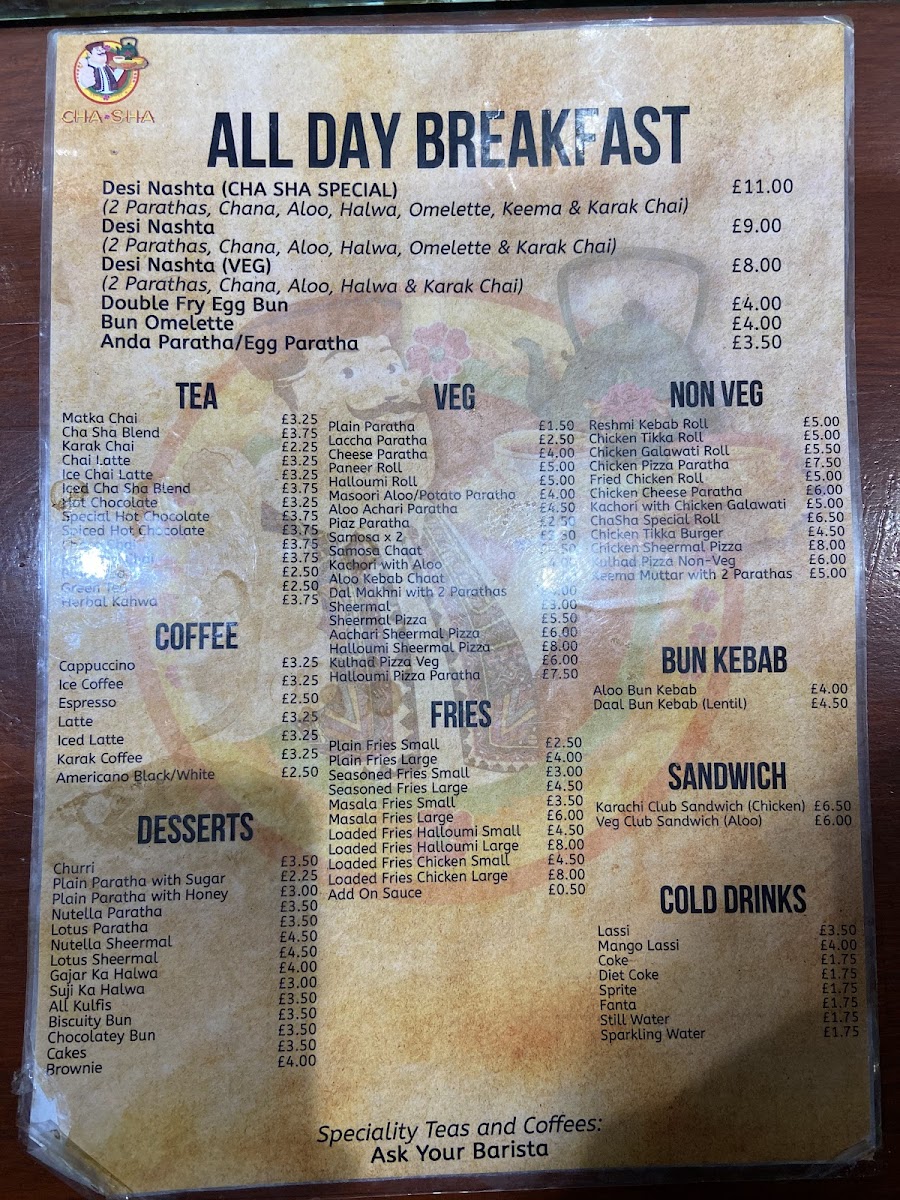 CHA SHA
ALL DAY BREAKFAST
Desi Nashta (CHA SHA SPECIAL) £11.00
(2 Parathas, Chana, Aloo, Halwa, Omelette, Keema & Karak Chai)
Desi Nashta £9.00
(2 Parathas, Chana, Aloo, Halwa, Omelette & Karak Chai)
Desi Nashta (VEG) £8.00
(2 Parathas, Chana, Aloo, Halwa & Karak Chai)
Double Fry Egg Bun £4.00
Bun Omelette £4.00
Anda Paratha/Egg Paratha £3.50
TEA
Matka Chai £3.25
Cha Sha Blend £3.75
Karak Chai £2.25
Chai Latte £3.25
Ice Chai Latte £3.25
Iced Cha Sha Blend £3.75
Hot Chocolate £3.25
Special Hot Chocolate £3.75
Spiced Hot Chocolate £3.75
£3.75
£3.75
£2.50
Green Tea £2.50
Herbal Kahwa £3.75
COFFEE
Cappuccino £3.25
Ice Coffee £3.25
Espresso £2.50
Latte £3.25
Iced Latte £3.25
Karak Coffee £3.25
Americano Black/White £2.50
DESSERTS
Churri £3.50
Plain Paratha with Sugar £2.25
Plain Paratha with Honey £3.00
Nutella Paratha £3.50
Lotus Paratha £3.50
Nutella Sheermal £4.50
Lotus Sheermal £4.50
Gajar Ka Halwa £4.00
Suji Ka Halwa £3.00
All Kulfis £3.50
Biscuity Bun £3.50
Chocolatey Bun £3.50
Cakes £3.50
Brownie £4.00
VEG
Plain Paratha £1.50
Laccha Paratha £2.50
Cheese Paratha £4.00
Paneer Roll £5.00
Halloumi Roll £5.00
Masoori Aloo/Potato Paratha £4.00
Aloo Achari Paratha £4.50
Piaz Paratha
Samosa x 2
Samosa Chaat
Kachori with Aloo
Aloo Kebab Chaat
Dal Makhni with 2 Parathas
Sheermal £3.00
Sheermal Pizza £5.50
Aachari Sheermal Pizza £6.00
Halloumi Sheermal Pizza £8.00
Kulhad Pizza Veg £6.00
Halloumi Pizza Paratha £7.50
FRIES
Plain Fries Small £2.50
Plain Fries Large £4.00
Seasoned Fries Small £3.00
Seasoned Fries Large £4.50
Masala Fries Small £3.50
Masala Fries Large £6.00
Loaded Fries Halloumi Small £4.50
Loaded Fries Halloumi Large £8.00
Loaded Fries Chicken Small £4.50
Loaded Fries Chicken Large £8.00
Add On Sauce £0.50
NON VEG
Reshmi Kebab Roll £5.00
Chicken Tikka Roll £5.00
Chicken Galawati Roll £5.50
Chicken Pizza Paratha £7.50
Fried Chicken Roll £5.00
Chicken Cheese Paratha £6.00
Kachori with Chicken Galawati £5.00
ChaSha Special Roll £6.50
Chicken Tikka Burger £4.50
Chicken Sheermal Pizza £8.00
Kulhad Pizza Non-Veg £6.00
Keema Muttar with 2 Parathas £5.00
BUN KEBAB
Aloo Bun Kebab £4.00
Daal Bun Kebab (Lentil) £4.50
SANDWICH
Karachi Club Sandwich (Chicken) £6.50
Veg Club Sandwich (Aloo) £6.00
COLD DRINKS
Lassi £3.50
Mango Lassi £4.00
Coke £1.75
Diet Coke £1.75
Sprite £1.75
Fanta £1.75
Still Water £1.75
Sparkling Water £1.75
Speciality Teas and Coffees:
Ask Your Barista